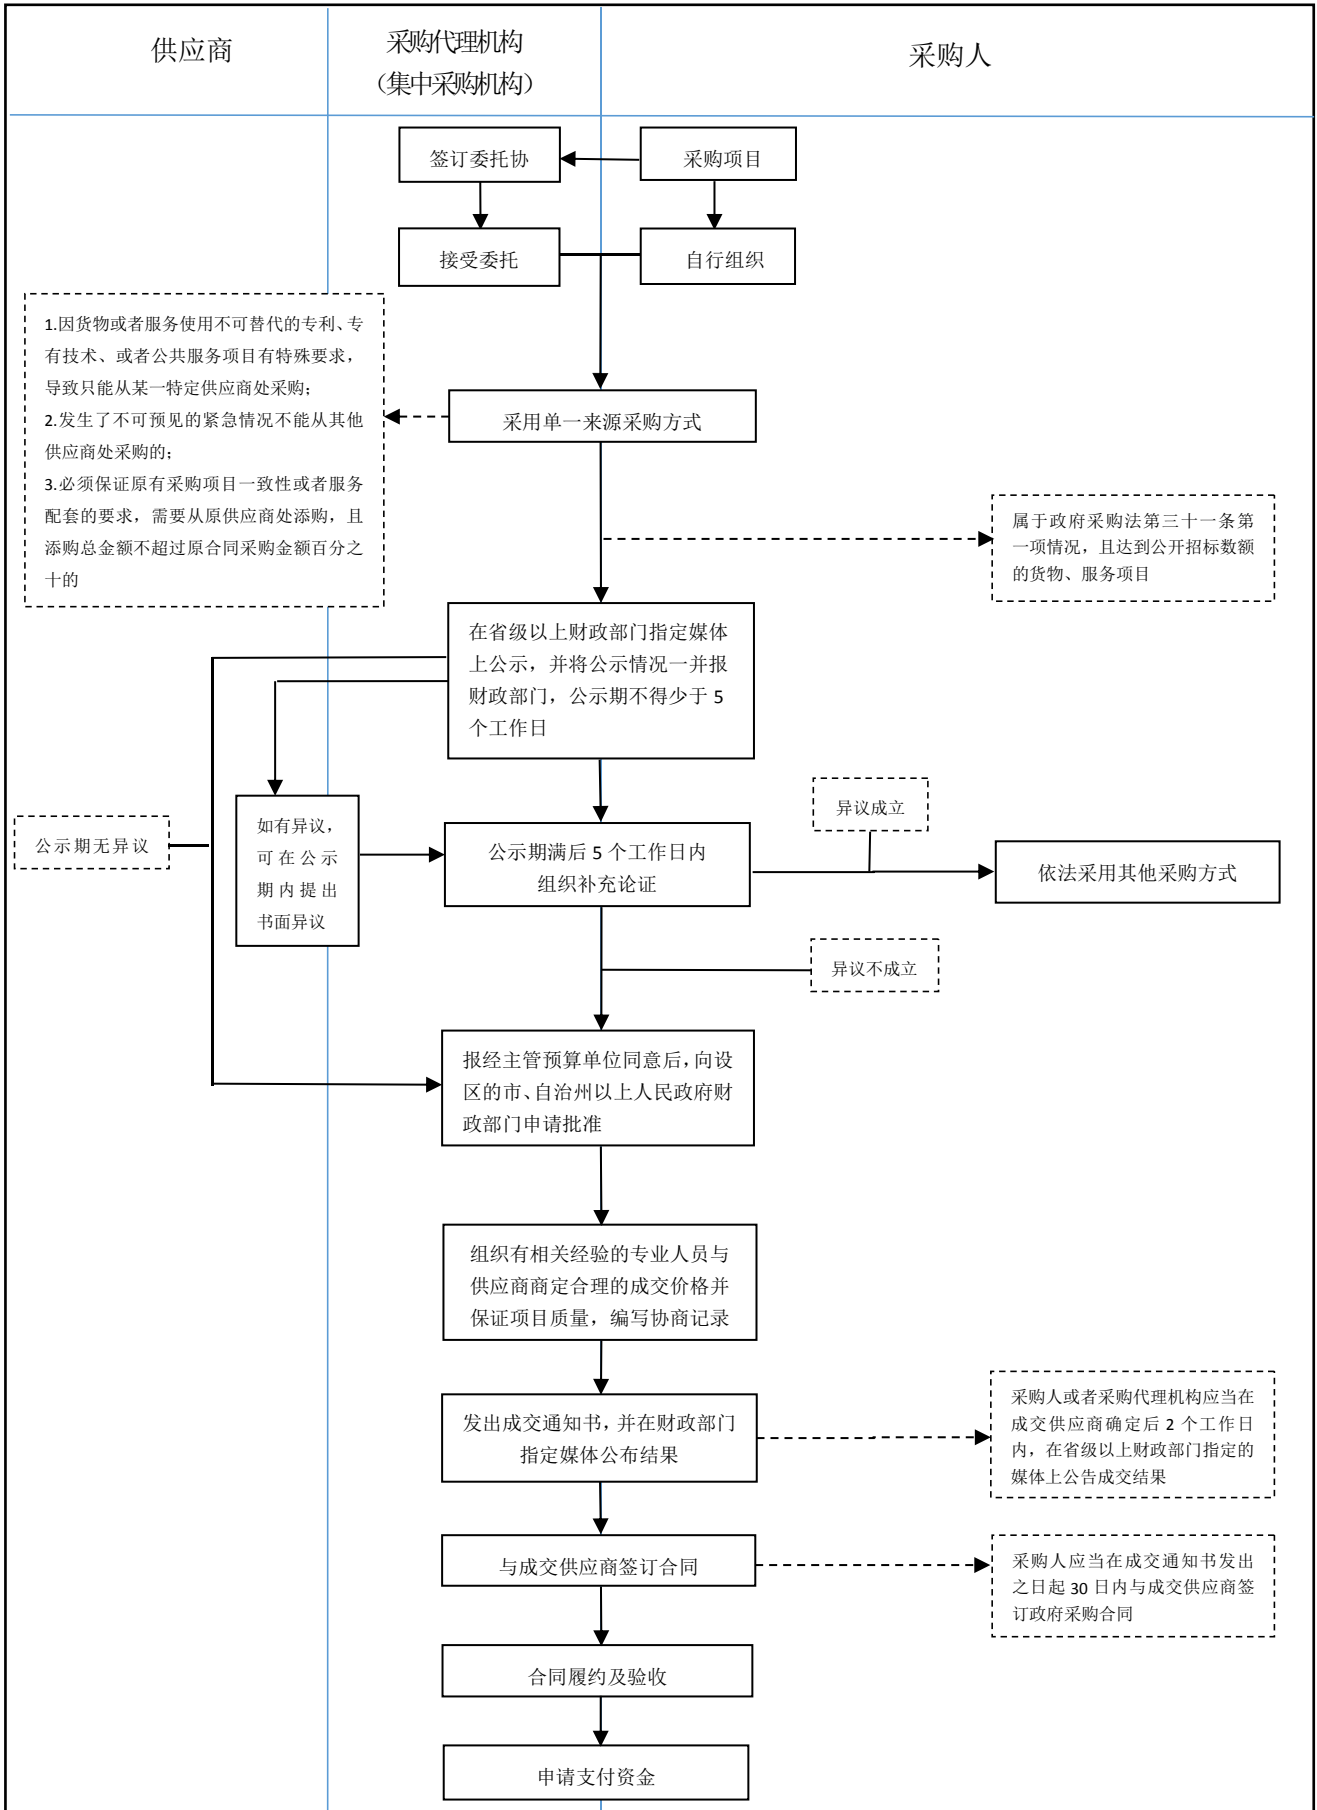 供应商
采购代理机构
（集中采购机构）
采购人
签订委托协
采购项目
接受委托
自行组织
1.因货物或者服务使用不可替代的专利、专
有技术、或者公共服务项目有特殊要求，
导致只能从某一特定供应商处采购；
2.发生了不可预见的紧急情况不能从其他
供应商处采购的；
3.必须保证原有采购项目一致性或者服务
配套的要求，需要从原供应商处添购，且
添购总金额不超过原合同采购金额百分之
十的
采用单一来源采购方式
属于政府采购法第三十一条第
一项情况，且达到公开招标数额
的货物、服务项目
在省级以上财政部门指定媒体
上公示，并将公示情况一并报
财政部门，公示期不得少于 5
个工作日
公示期无异议
如有异议，
可在公示
期内提出
书面异议
公示期满后 5 个工作日内
组织补充论证
异议成立
依法采用其他采购方式
异议不成立
报经主管预算单位同意后，向设
区的市、自治州以上人民政府财
政部门申请批准
组织有相关经验的专业人员与
供应商商定合理的成交价格并
保证项目质量，编写协商记录
发出成交通知书，并在财政部门
指定媒体公布结果
采购人或者采购代理机构应当在
成交供应商确定后 2 个工作日
内，在省级以上财政部门指定的
媒体上公告成交结果
与成交供应商签订合同
采购人应当在成交通知书发出
之日起 30 日内与成交供应商签
订政府采购合同
合同履约及验收
申请支付资金